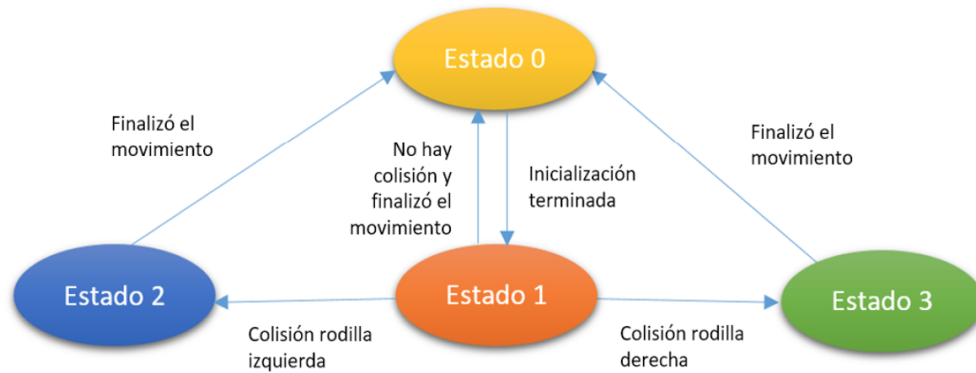 Estado 0
Finalizó el
movimiento
No hay
colisión y
finalizó el
movimiento
Inicialización
terminada
Finalizó el
movimiento
Estado 2
Estado 1
Estado 3
Colisión rodilla
izquierda
Colisión rodilla
derecha